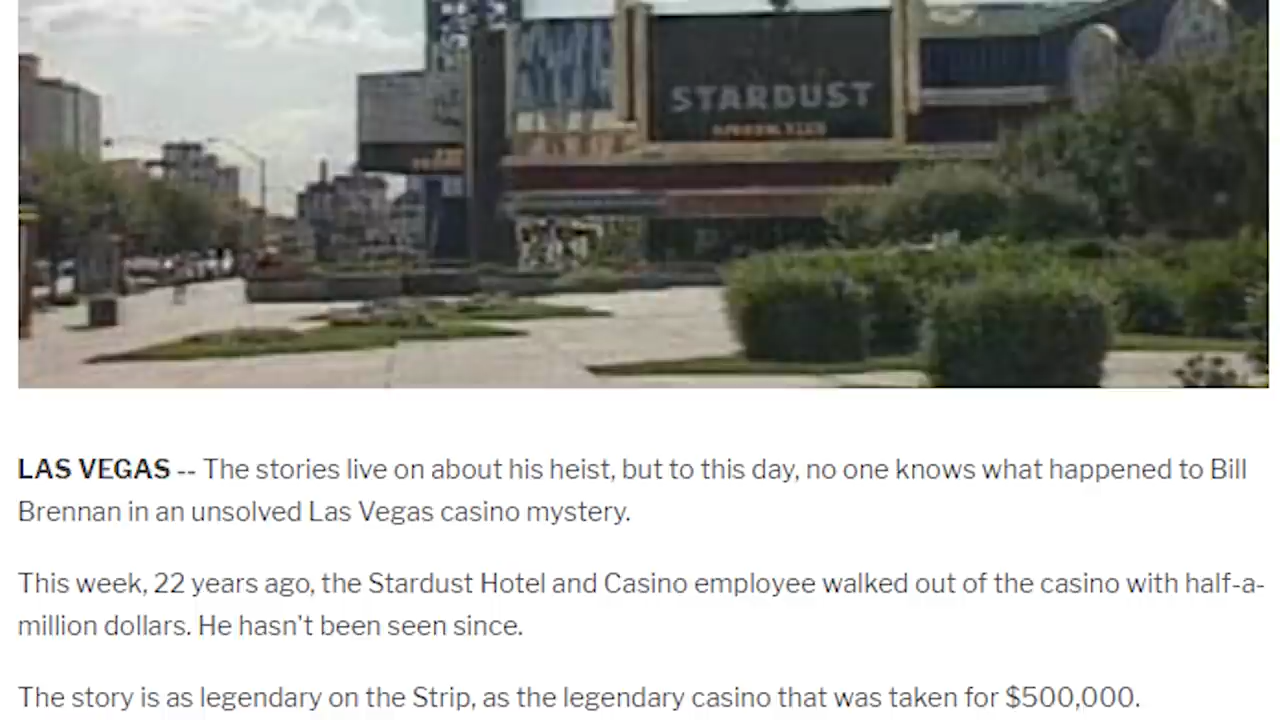 STARDUST
LAS VEGAS -- The stories live on about his heist, but to this day, no one knows what happened to Bill
Brennan in an unsolved Las Vegas casino mystery.
This week, 22 years ago, the Stardust Hotel and Casino employee walked out of the casino with half-a-
million dollars. He hasn't been seen since.
The story is as legendary on the Strip, as the legendary casino that was taken for $500,000.